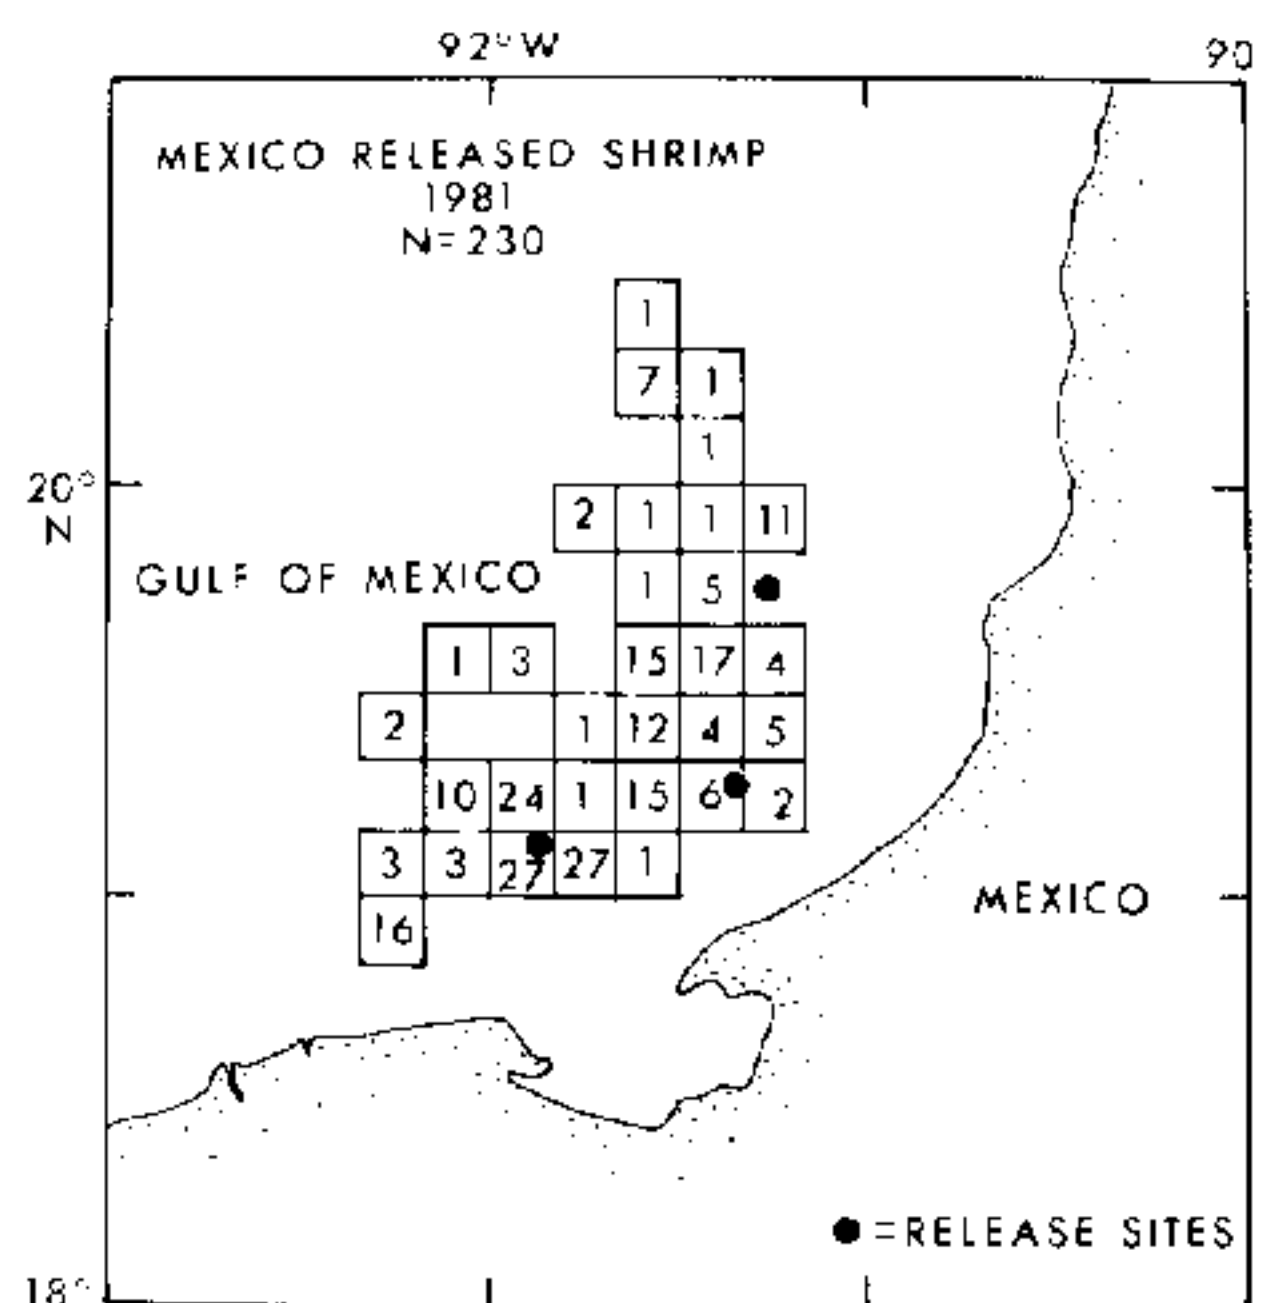 92° W 90
MEXICO RELEASED SHRIMP
1981
N=230
1
7 1
1
20° N
2 1 1 11
GULF OF MEXICO
1 5
1 3 15 17 4
2 1 12 4 5
10 24 1 15 6 2
3 3 27 27 1
MEXICO
16
●=RELEASE SITES
18°